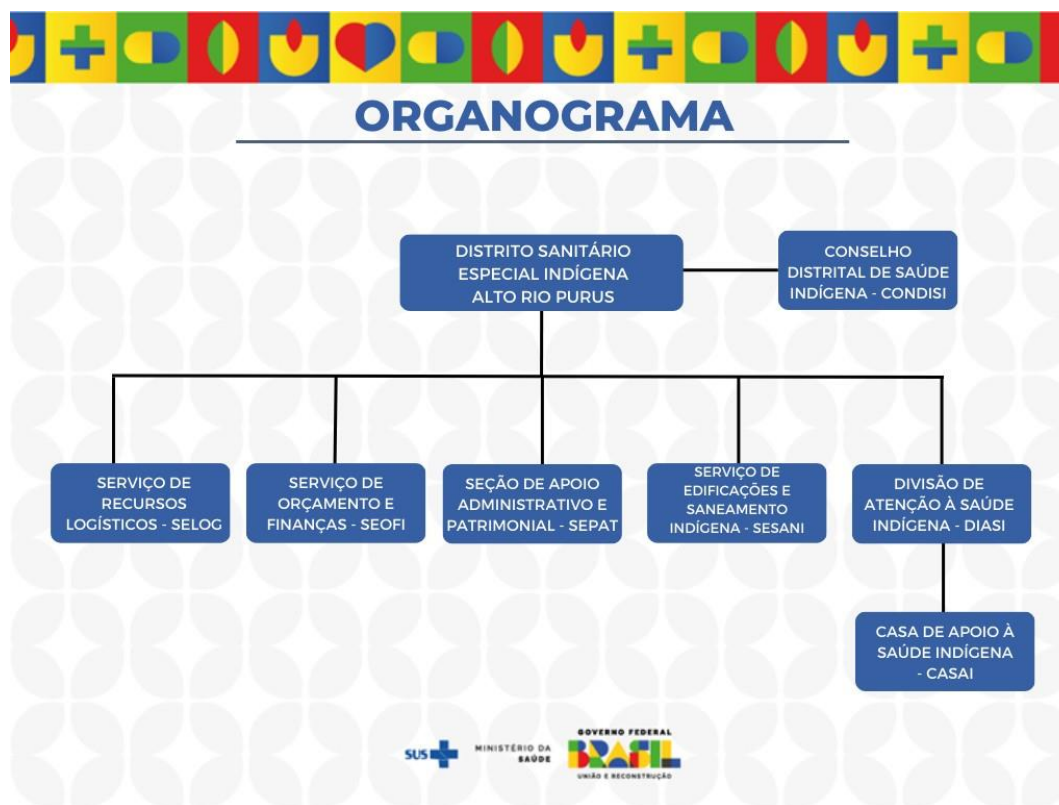 ORGANOGRAMA
DISTRITO SANITÁRIO
ESPECIAL INDÍGENA
ALTO RIO PURUS
CONSELHO
DISTRITAL DE SAÚDE
INDÍGENA - CONDISI
SERVIÇO DE
RECURSOS
LOGÍSTICOS - SELOG
SERVIÇO DE
ORÇAMENTO E
FINANÇAS - SEOFI
SEÇÃO DE APOIO
ADMINISTRATIVO E
PATRIMONIAL - SEPAT
SERVIÇO DE
EDIFICAÇÕES E
SANEAMENTO
INDÍGENA - SESANI
DIVISÃO DE
ATENÇÃO À SAÚDE
INDÍGENA - DIASI
CASA DE APOIO À
SAÚDE INDÍGENA
- CASAI
SUS
MINISTÉRIO DA
SAÚDE
GOVERNO FEDERAL
BRASIL
UNIÃO E RECONSTRUÇÃO